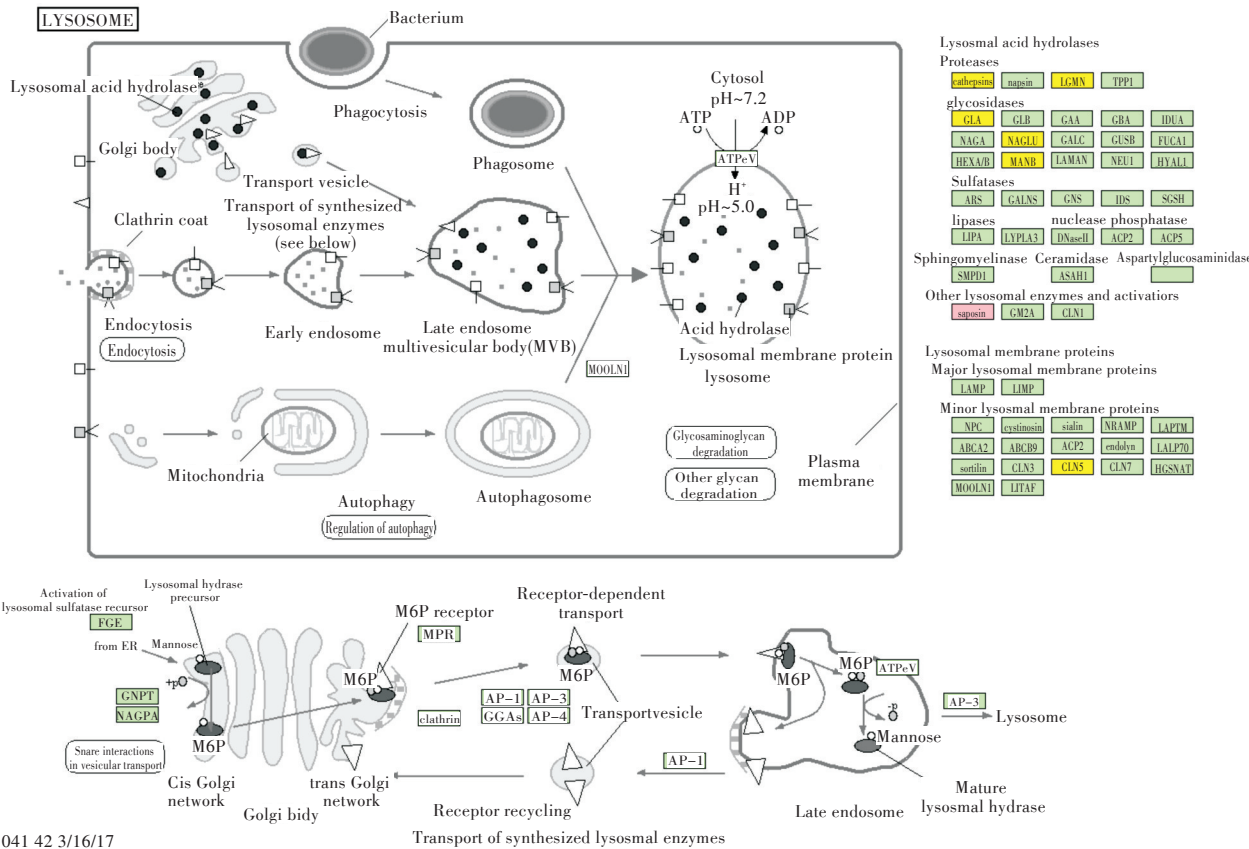 LYSOSOME
Bacterium
Lysosomal acid hydrolase
Phagocytosis
Golgi body
Phagosome
Transport vesicle
Transport of synthesized
lysosomal enzymes
(see below)
Clathrin coat
Endocytosis
Endocytosis
Early endosome
Late endosome
multivesicular body(MVB)
Cytosol
pH~7.2
ATP
ADP
ATPeV
H+
pH~5.0
Acid hydrolase
Lysosomal membrane protein
lysosome
MOOLN1
Mitochondria
Autophagy
Regulation of autophagy
Autophagosome
Glycosaminoglycan
degradation
Other glycan
degradation
Plasma
membrane
Lysosmal acid hydrolases
Proteases
cathepsins napsin LGMN TPP1
glycosidases
GLA GLB GAA GBA IDUA
NAGA NAGLU GALC GUSB FUCA1
HEXA/B MANB LAMAN NEU1 HYAL1
Sulfatases
ARS GALNS GNS IDS SGSH
lipases nuclease phosphatase
LIPA LYPLA3 DNaseII ACP2 ACP5
Sphingomyelinase Ceramidase Aspartylglucosaminidase
SMPD1 ASAH1
Other lysosomal enzymes and activatiors
saposin GM2A CLN1
Lysosomal membrane proteins
Major lysosomal membrane proteins
LAMP LIMP
Minor lysosmal membrane proteins
NPC cystinosin sialin NRAMP LAPTM
ABCA2 ABCB9 ACP2 endolyn LALP70
sortilin CLN3 CLN5 CLN7 HGSNAT
MOOLN1 LITAF
Activation of
lysosomal sulfatase recursor
FGE
Lysosomal hydrase
precursor
from ER
Mannose
+p
GNPT
NAGPA
M6P
Snare interactions
in vesicular transport
Cis Golgi
network
Golgi bidy
trans Golgi
network
M6P
M6P receptor
MPR
clathrin
AP-1 AP-3
GGAs AP-4
Receptor-dependent
transport
M6P
Transportvesicle
Receptor recycling
AP-1
M6P
M6P
ATPeV
-p
Mannose
AP-3
Lysosome
Mature
lysosmal hydrase
Late endosome
Transport of synthesized lysosmal enzymes
041 42 3/16/17